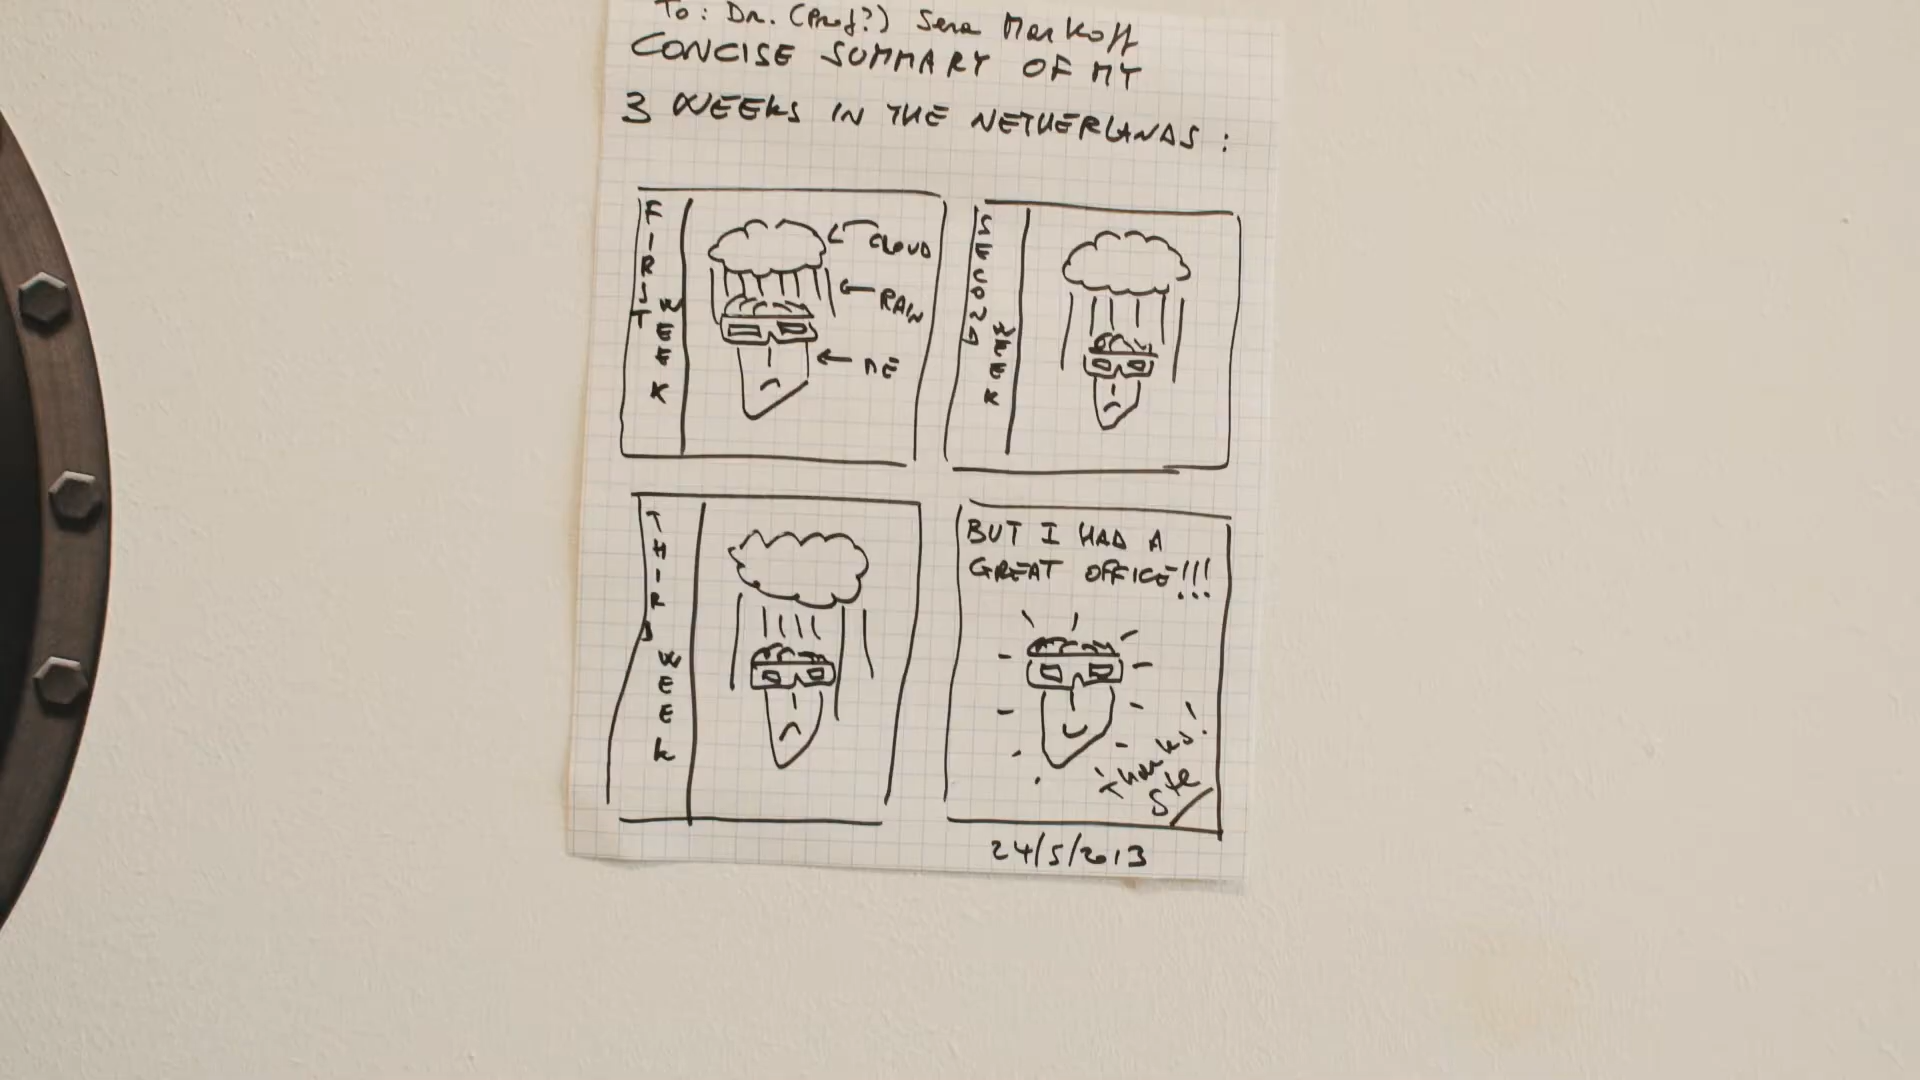 To: Dr. (Prof?) Sera Markoff
CONCISE SUMMARY OF MY
3 WEEKS IN THE NETHERLANDS:
FIRST WEEK
CLOUD
RAIN
ME
SECOND WEEK
THIRD WEEK
BUT I HAD A
GREAT OFFICE!!!
Thanks!
Ste
24/5/2013